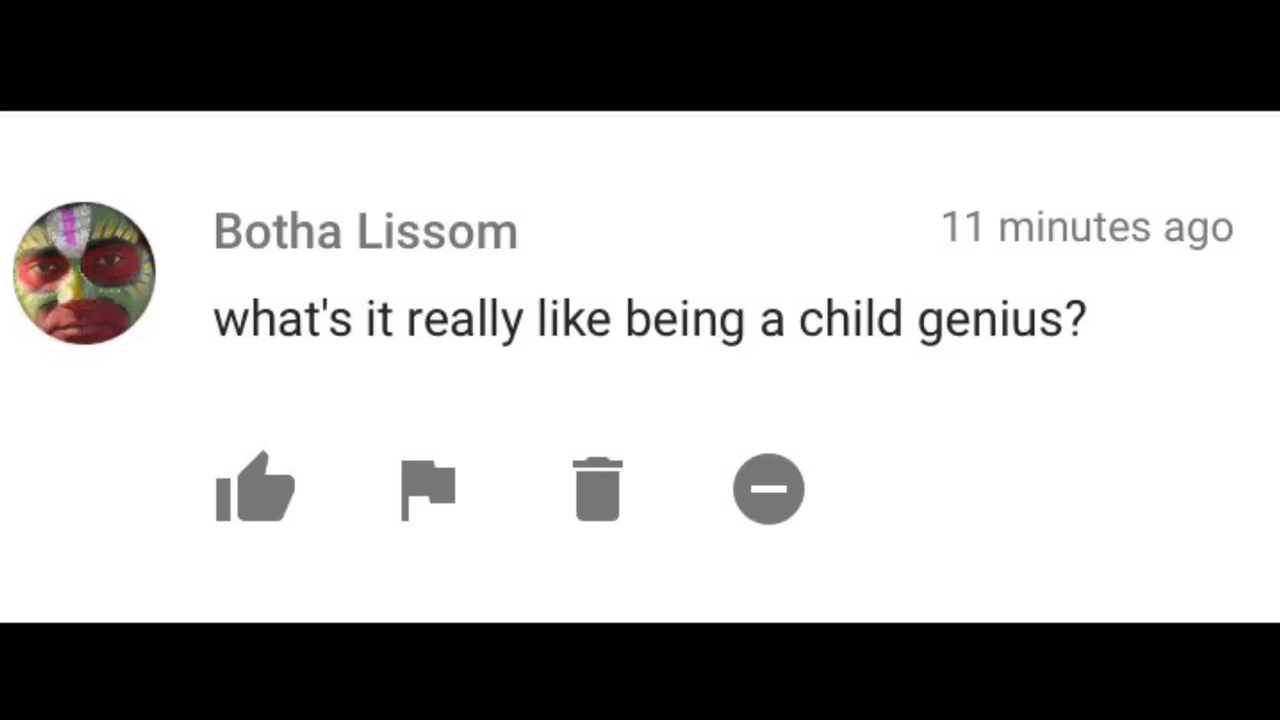 Botha Lissom 11 minutes ago
what's it really like being a child genius?